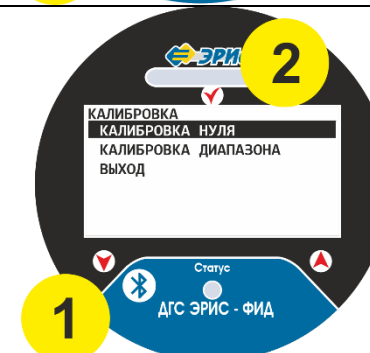 ЭРИС
2
КАЛИБРОВКА
КАЛИБРОВКА НУЛЯ
КАЛИБРОВКА ДИАПАЗОНА
ВЫХОД
Статус
1
ДГС ЭРИС - ФИД